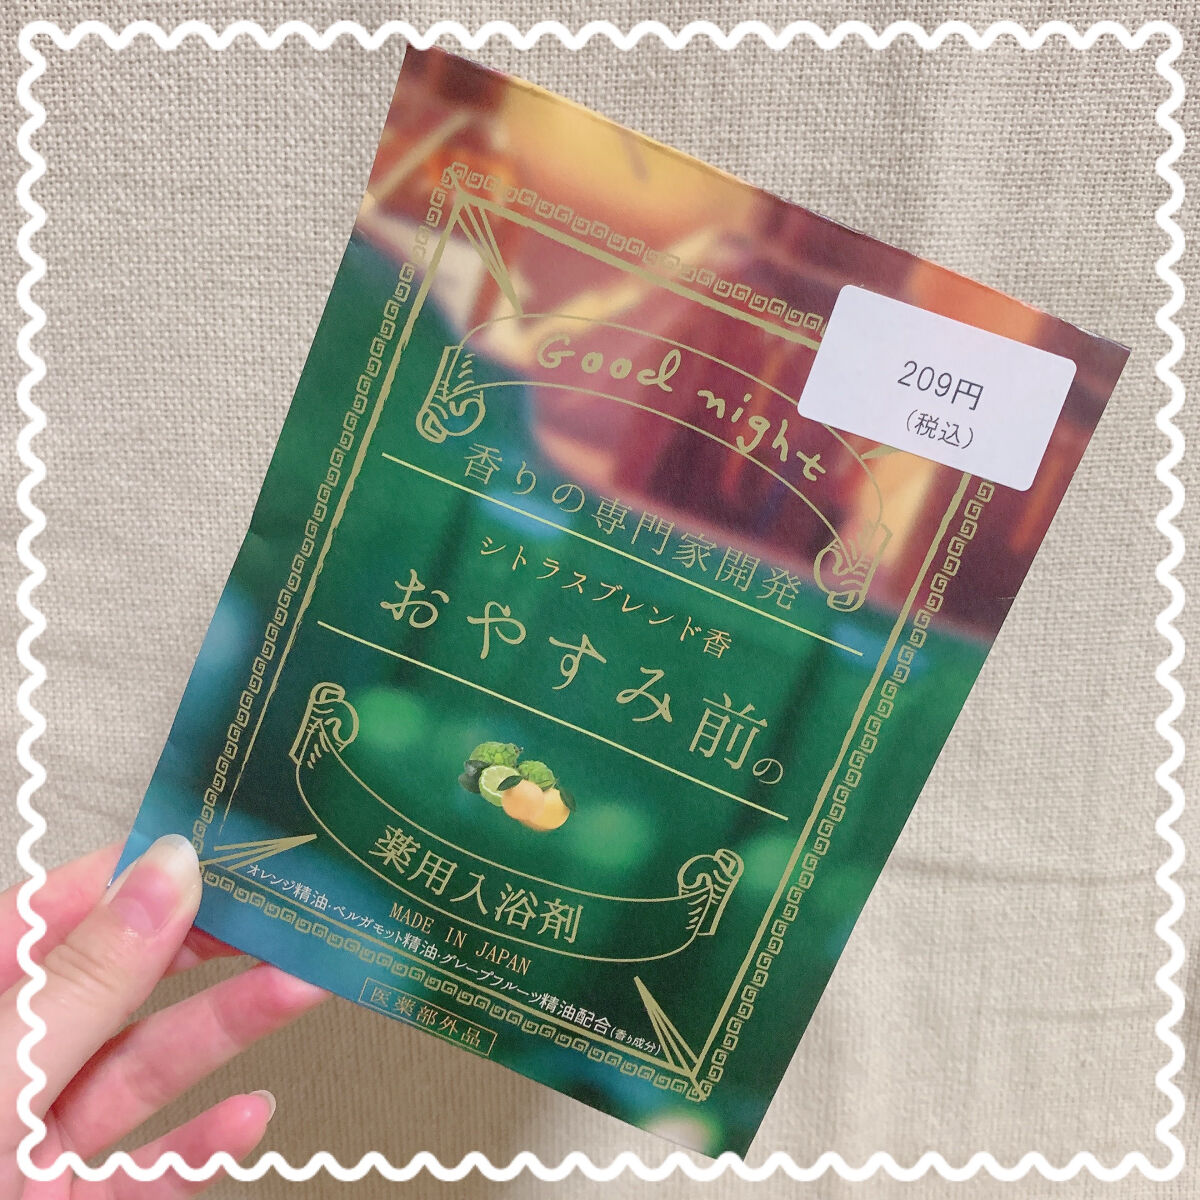 Good night
209円
(税込)
香りの専門家開発
シトラスブレンド香
おやすみ前の
薬用入浴剤
MADE IN JAPAN
オレンジ精油・ベルガモット精油・グレープフルーツ精油配合(香り成分)
医薬部外品